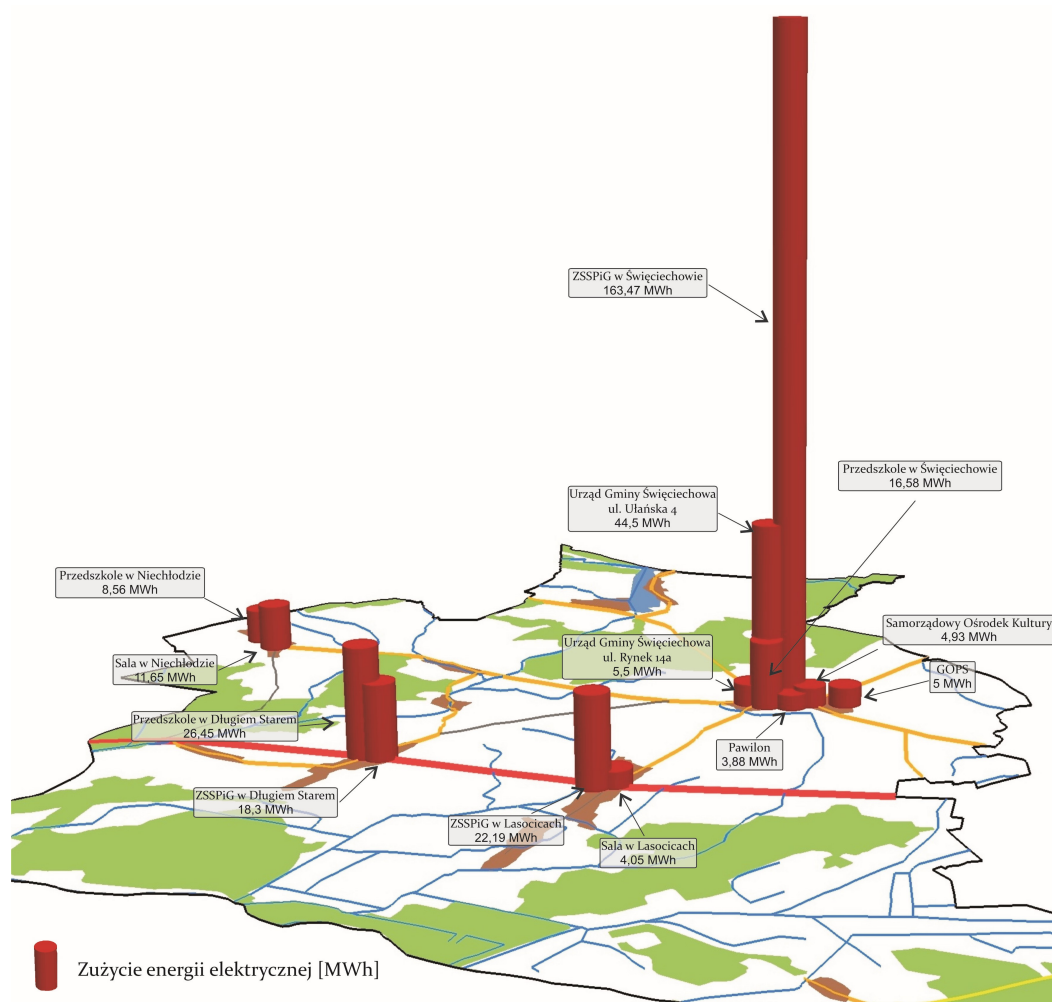 ZSSPiG w Święciechowie
163,47 MWh
Przedszkole w Święciechowie
16,58 MWh
Urząd Gminy Święciechowa
ul. Ułańska 4
44,5 MWh
Przedszkole w Niechłodzie
8,56 MWh
Samorządowy Ośrodek Kultury
4,93 MWh
Urząd Gminy Święciechowa
ul. Rynek 14a
5,5 MWh
Sala w Niechłodzie
11,65 MWh
GOPS
5 MWh
Przedszkole w Długiem Starem
26,45 MWh
Pawilon
3,88 MWh
ZSSPiG w Długiem Starem
18,3 MWh
ZSSPiG w Lasocicach
22,19 MWh
Sala w Lasocicach
4,05 MWh
Zużycie energii elektrycznej [MWh]